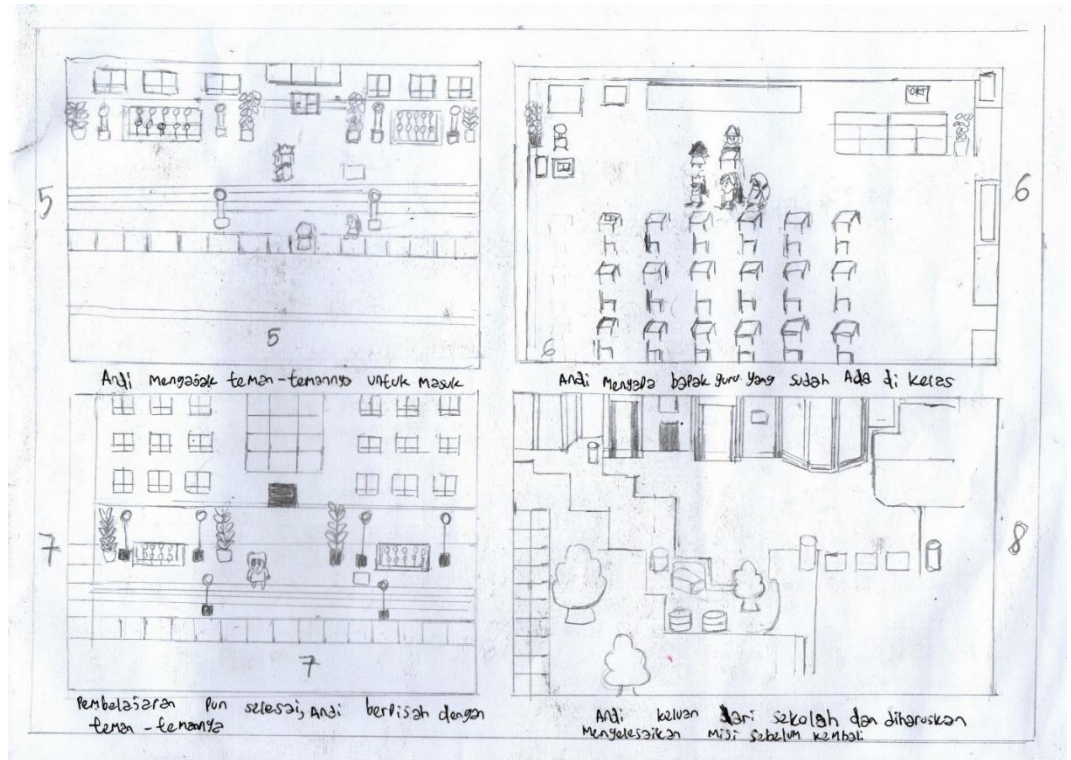 5
5
Andi mengajak teman-temannya untuk masuk
OKT
6
6
Andi Menyapa bapak guru yang sudah Ada di kelas
7
7
Pembelajaran Pun selesai, Andi berpisah dengan
teman - temannya
8
Andi keluar dari sekolah dan diharuskan
Mengelesaikan Misi sebelum kembali